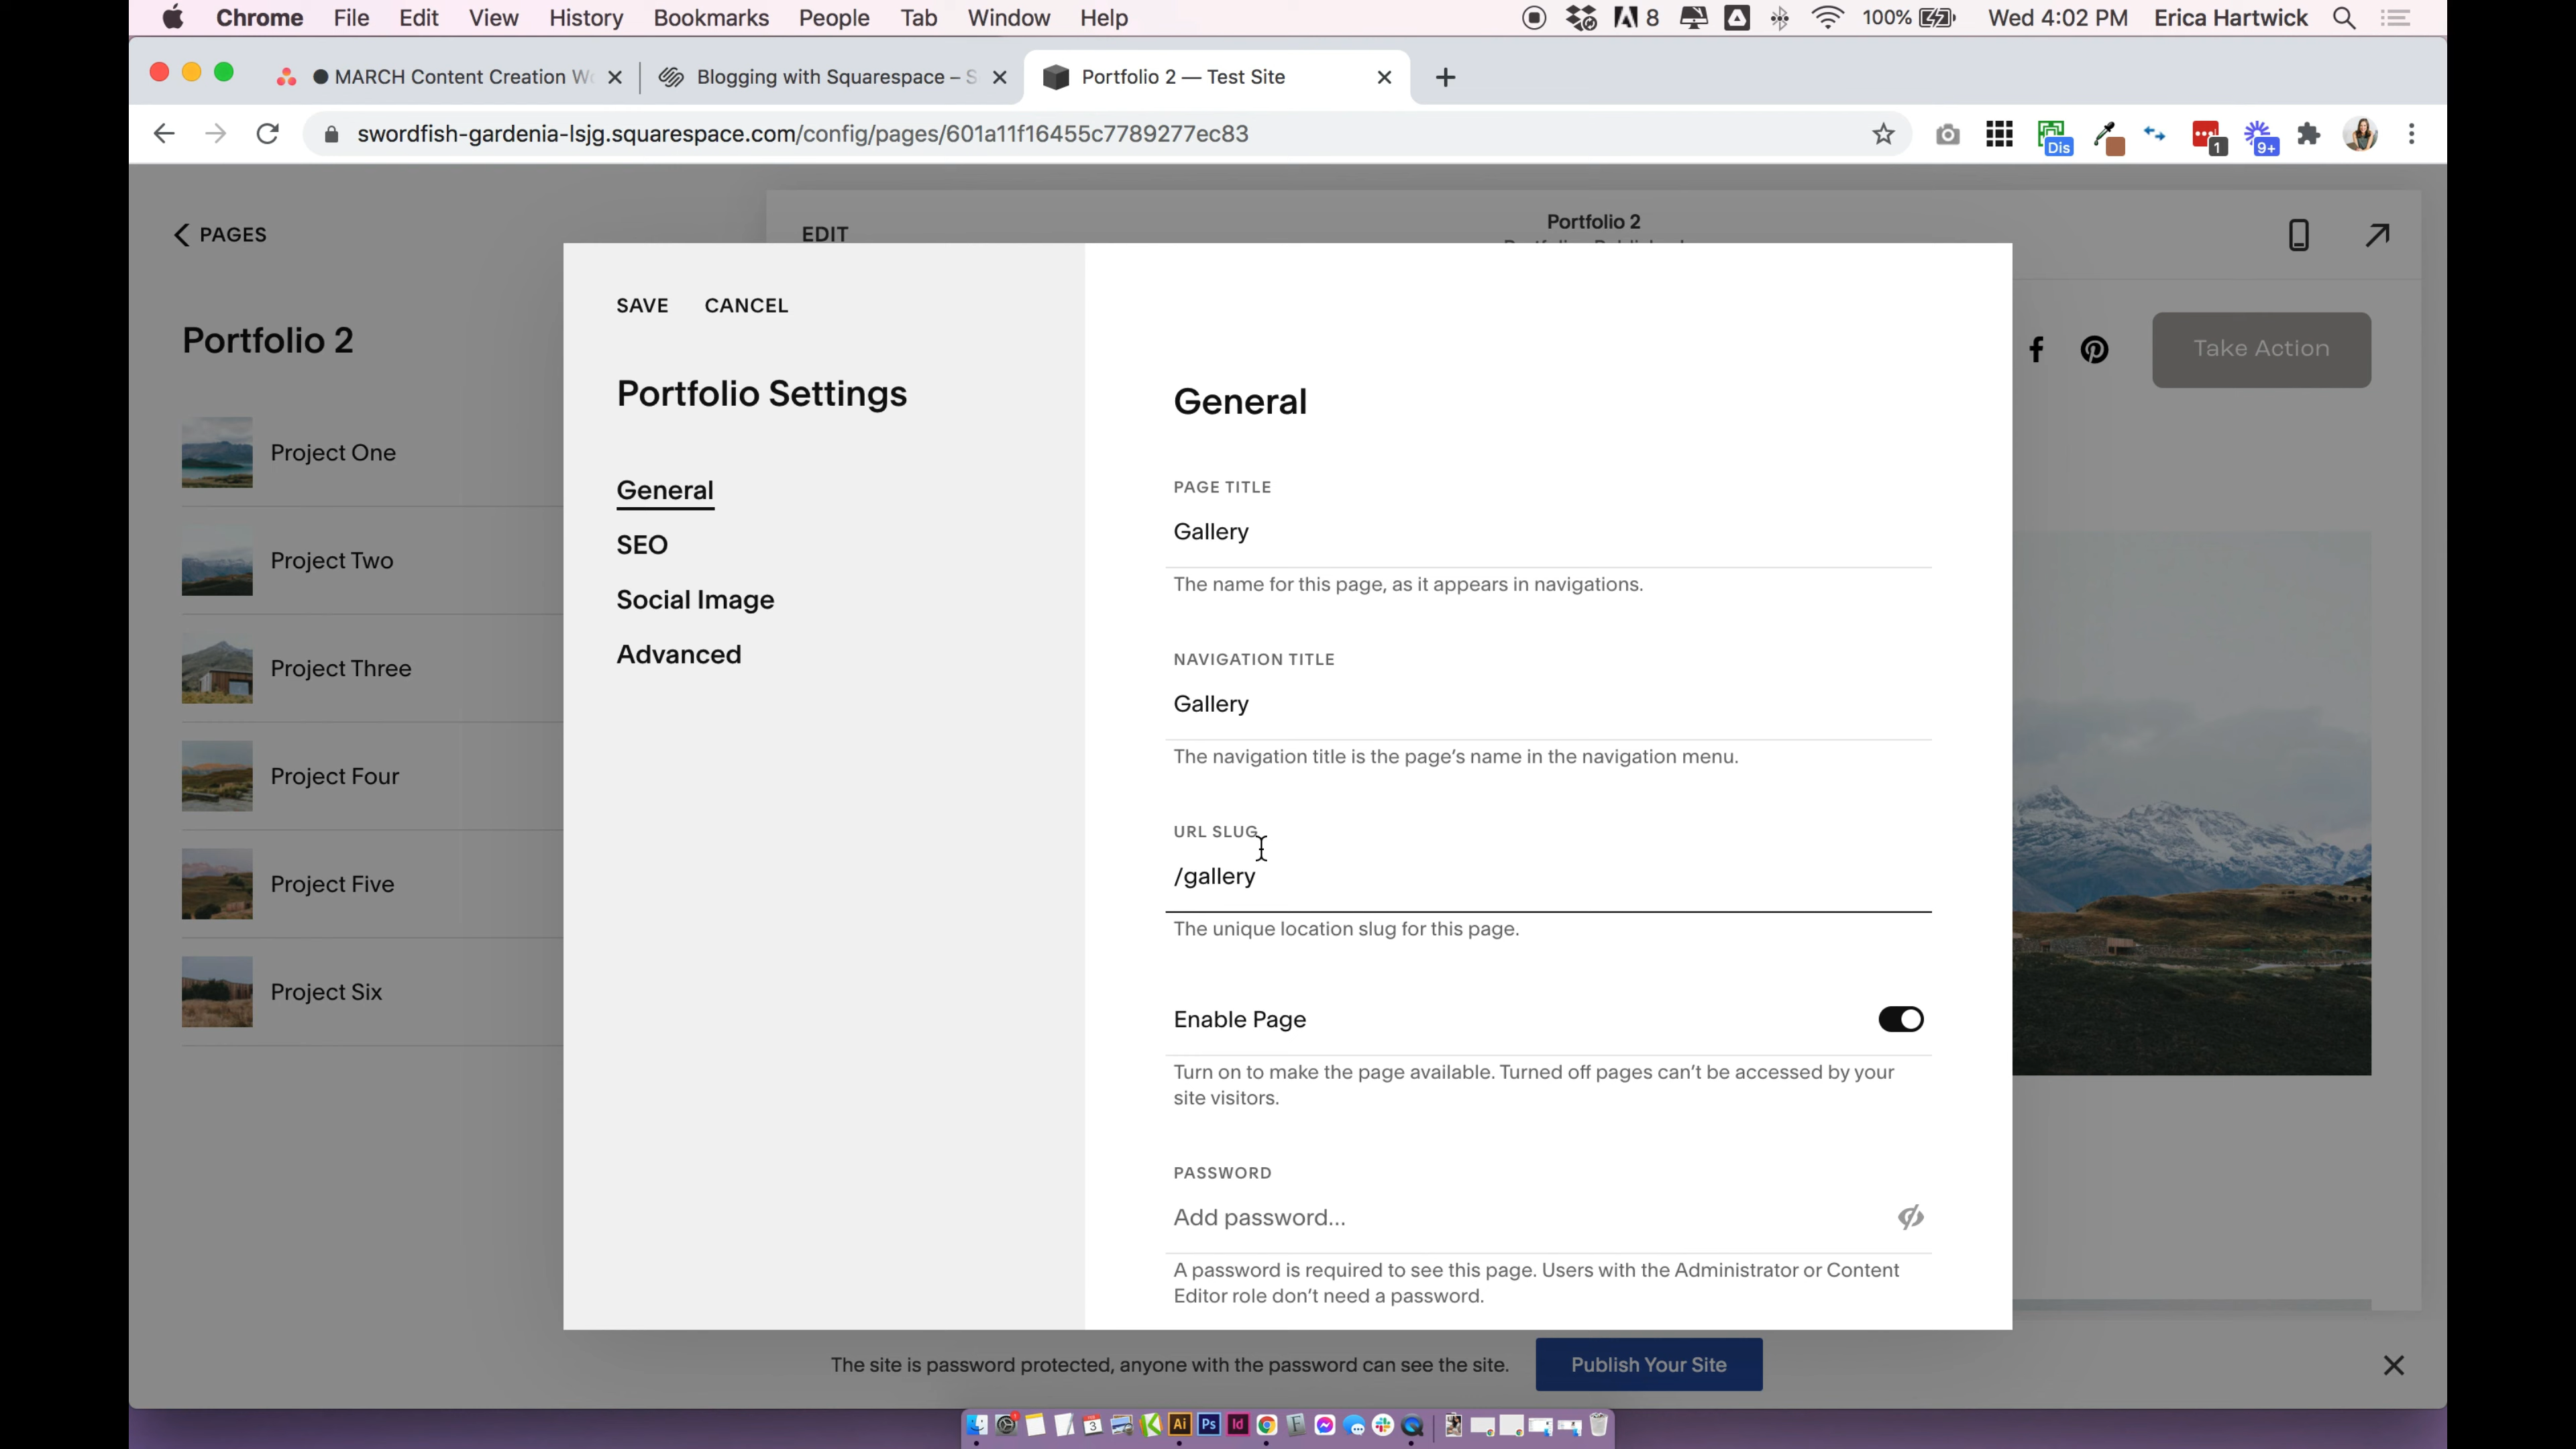 Chrome File Edit View History Bookmarks People Tab Window Help 8 100% Wed 4:02 PM Erica Hartwick
MARCH Content Creation Wo Blogging with Squarespace – S Portfolio 2 — Test Site
swordfish-gardenia-lsjg.squarespace.com/config/pages/601a11f16455c7789277ec83 Dis 1 9+
PAGES
EDIT
Portfolio 2
Portfolio 2
Take Action
Project One
Project Two
Project Three
Project Four
Project Five
Project Six
SAVE CANCEL
Portfolio Settings
General
SEO
Social Image
Advanced
General
PAGE TITLE
Gallery
The name for this page, as it appears in navigations.
NAVIGATION TITLE
Gallery
The navigation title is the page's name in the navigation menu.
URL SLUG
/gallery
The unique location slug for this page.
Enable Page
Turn on to make the page available. Turned off pages can't be accessed by your
site visitors.
PASSWORD
Add password...
A password is required to see this page. Users with the Administrator or Content
Editor role don't need a password.
The site is password protected, anyone with the password can see the site. Publish Your Site
3 Ai Ps Id